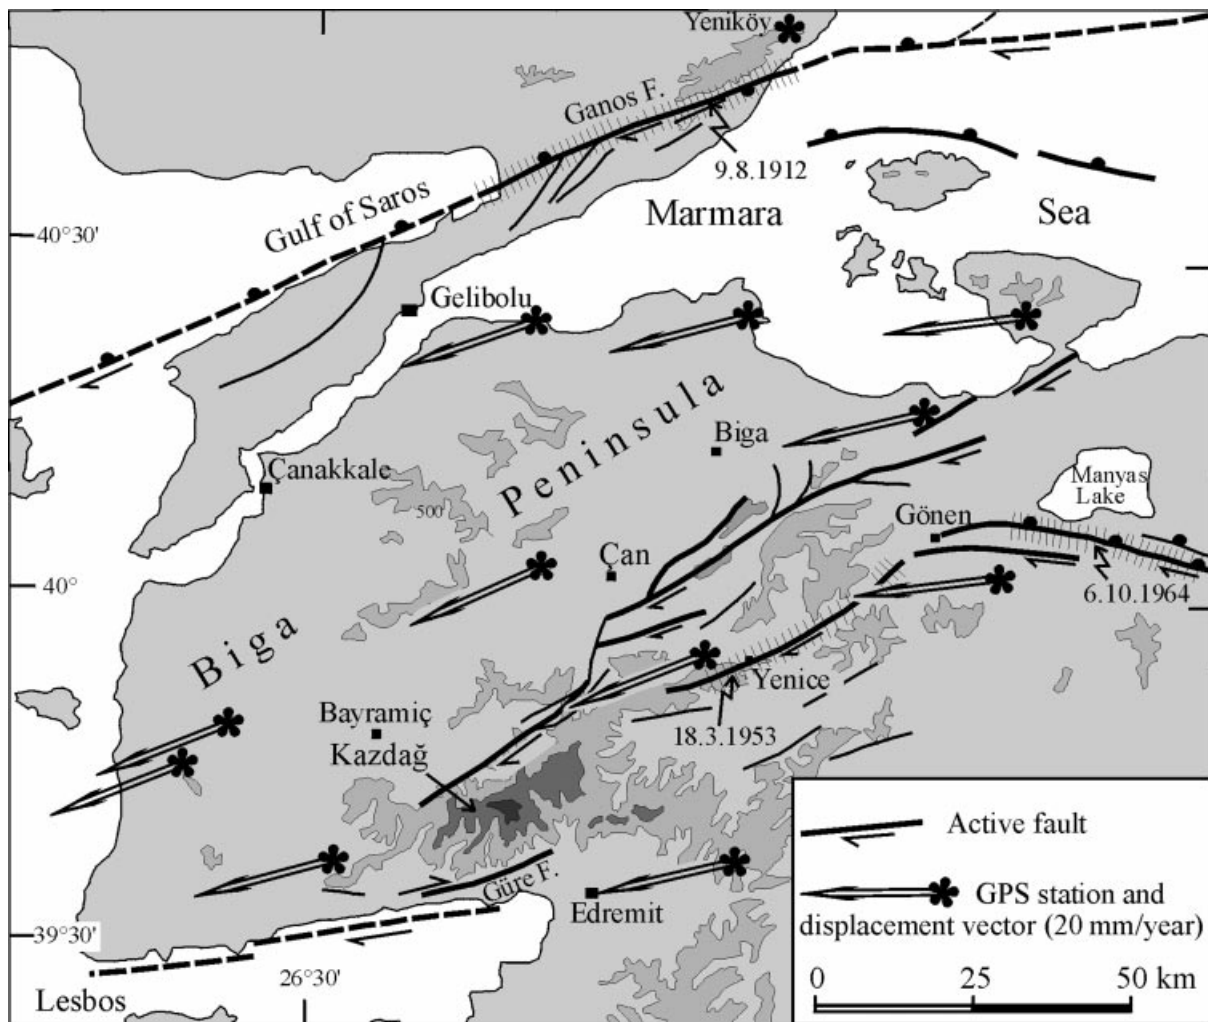 Yeniköy
Ganos F.
9.8.1912
Gulf of Saros
Marmara
Sea
40°30'
Gelibolu
Peninsula
Biga
Çanakkale
Manyas
Lake
500
Gönen
Çan
40°
6.10.1964
Biga
Yenice
Bayramiç
18.3.1953
Kazdağ
Active fault
Güre F.
GPS station and
Edremit
displacement vector (20 mm/year)
39°30'
26°30'
0 25 50 km
Lesbos